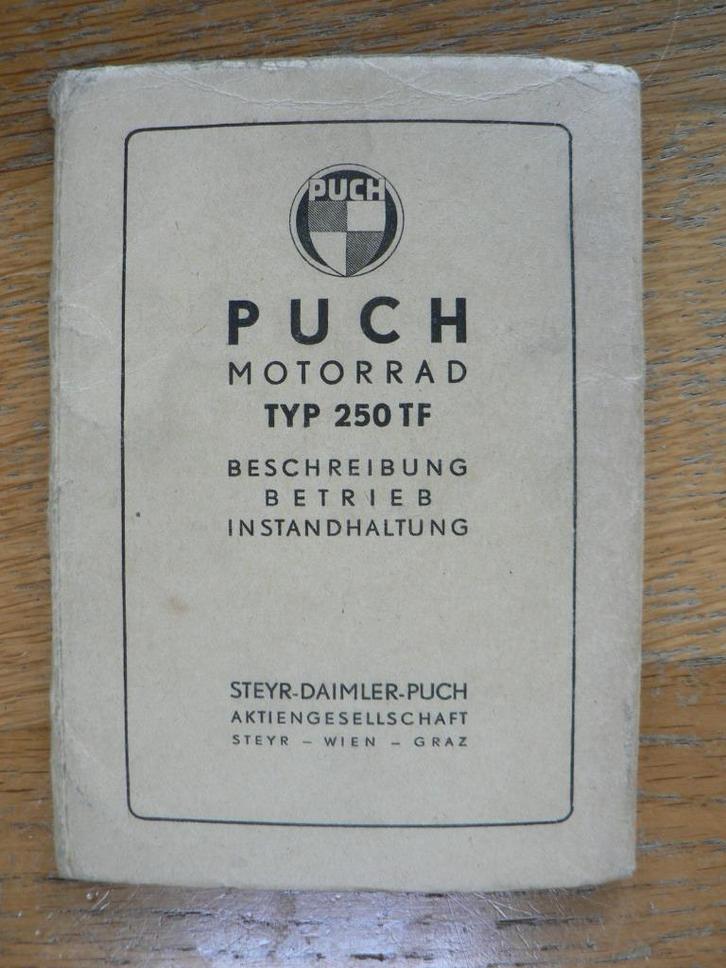 PUCH
PUCH
MOTORRAD
TYP 250 TF
BESCHREIBUNG
BETRIEB
INSTANDHALTUNG
STEYR-DAIMLER-PUCH
AKTIENGESELLSCHAFT
STEYR – WIEN – GRAZ